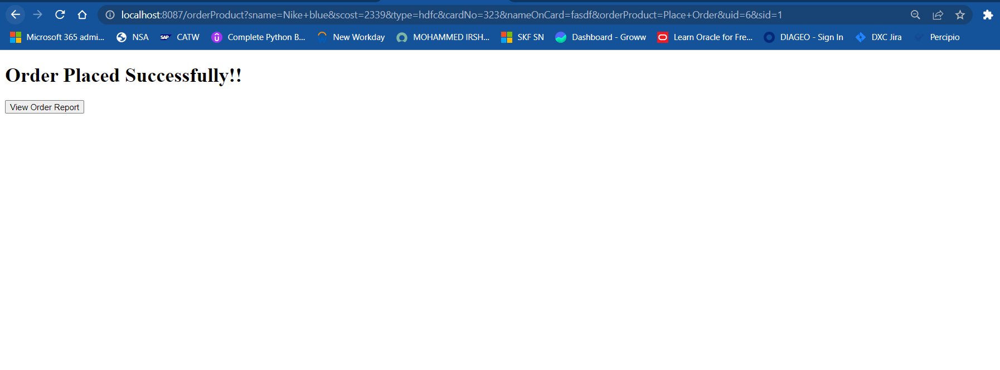 localhost:8087/orderProduct?sname=Nike+blue&scost=2339&type=hdfc&cardNo=323&nameOnCard=fasdf&orderProduct=Place+Order&uid=6&sid=1
Microsoft 365 admi... NSA SAP CATW Complete Python B... New Workday MOHAMMED IRSH... SKF SN Dashboard - Groww Learn Oracle for Fre... DIAGEO - Sign In DXC Jira Percipio
Order Placed Successfully!!
View Order Report